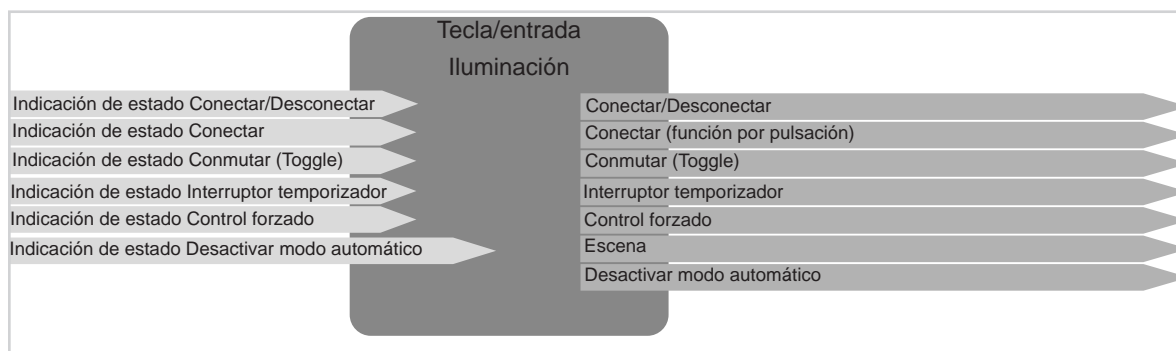 Tecla/entrada
Iluminación
Indicación de estado Conectar/Desconectar
Indicación de estado Conectar
Indicación de estado Conmutar (Toggle)
Indicación de estado Interruptor temporizador
Indicación de estado Control forzado
Indicación de estado Desactivar modo automático
Conectar/Desconectar
Conectar (función por pulsación)
Conmutar (Toggle)
Interruptor temporizador
Control forzado
Escena
Desactivar modo automático